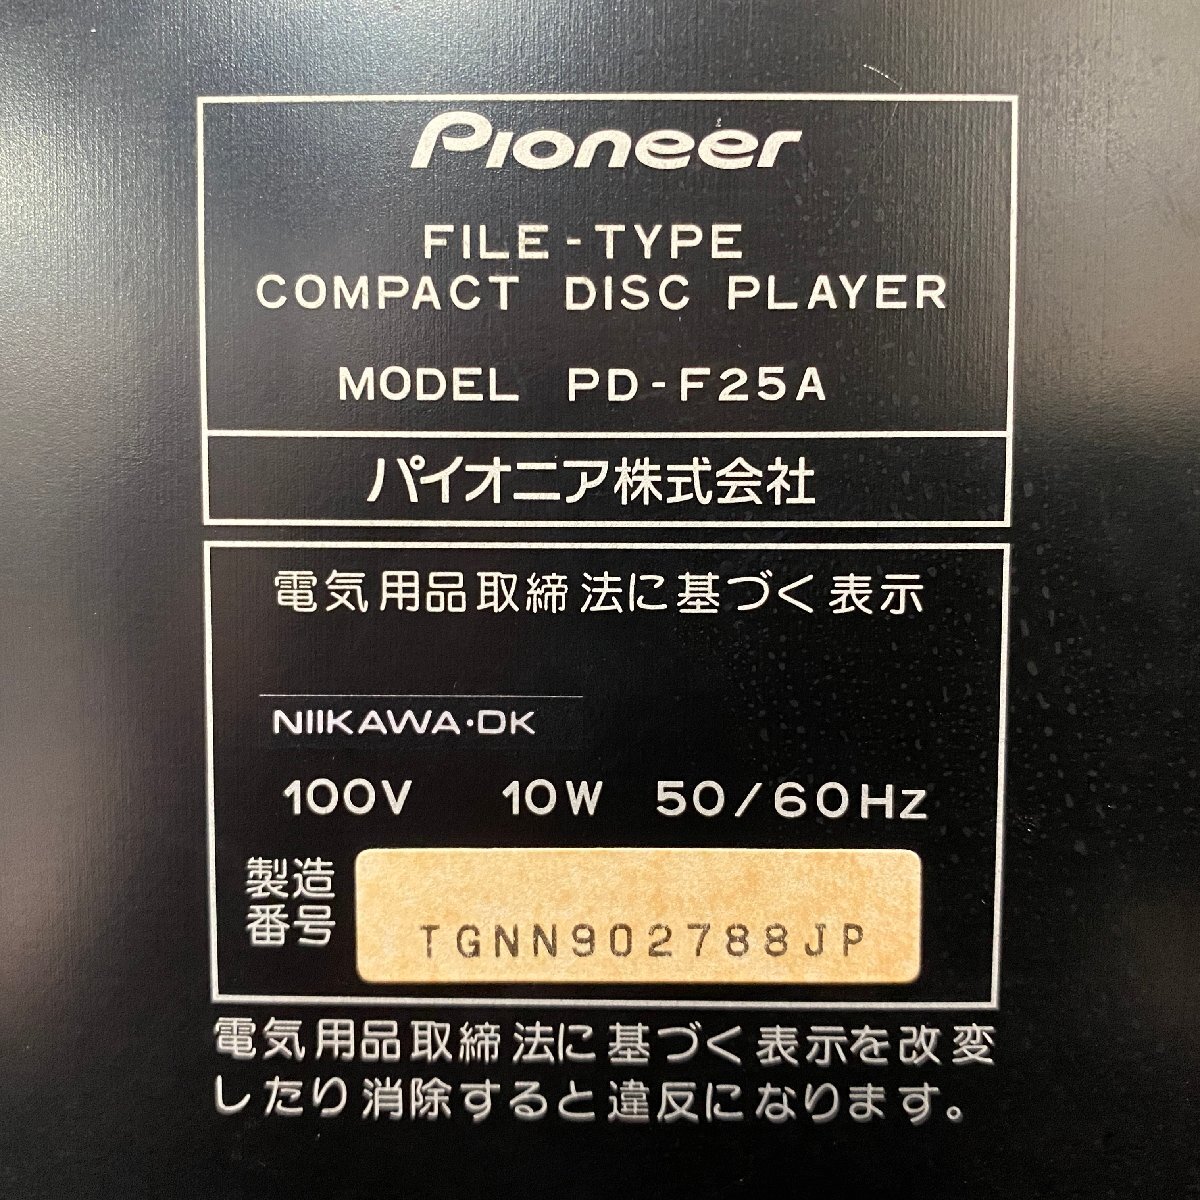 Pioneer
FILE-TYPE
COMPACT DISC PLAYER
MODEL PD-F25A
パイオニア株式会社
電気用品取締法に基づく表示
NIIKAWA・DK
100V 10W 50/60Hz
製造
番号
TGNN902788JP
電気用品取締法に基づく表示を改変
したり消除すると違反になります。